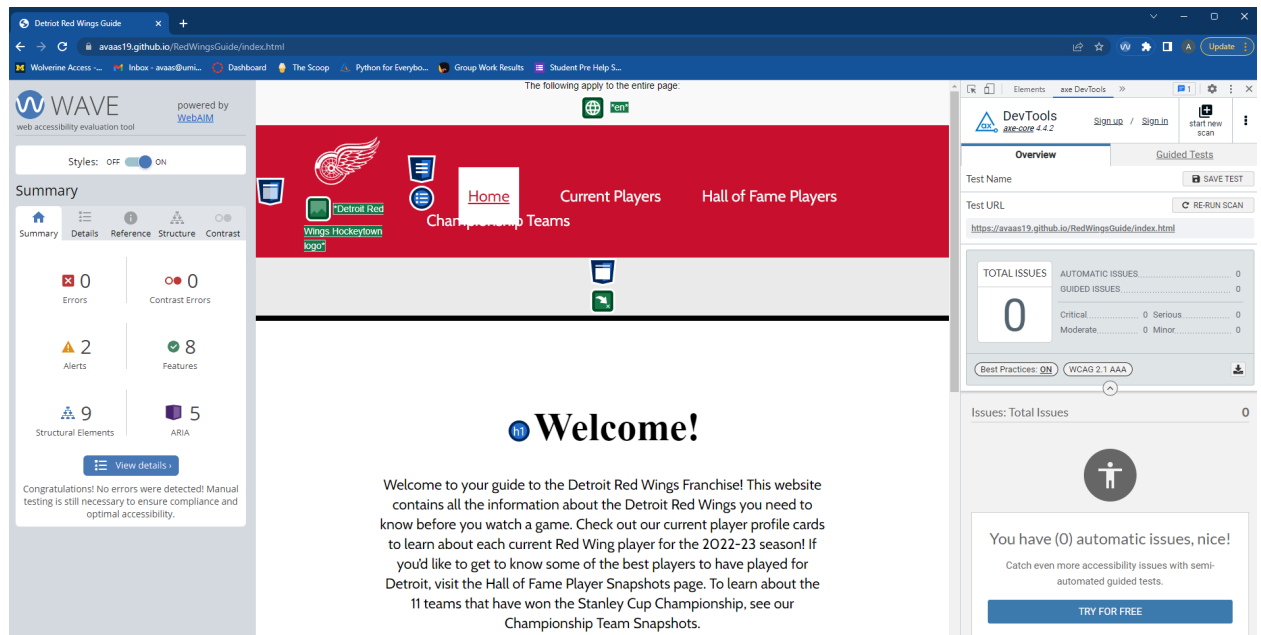 Detriot Red Wings Guide
avaas19.github.io/RedWingsGuide/index.html
A
Update
M Wolverine Access -...
Inbox - avaas@umi...
Dashboard
The Scoop
Python for Everybo...
Group Work Results
Student Pre Help S...
WAVE
web accessibility evaluation tool
powered by
WebAIM
Styles: OFF ON
Summary
Summary Details Reference Structure Contrast
0
Errors
0
Contrast Errors
2
Alerts
8
Features
9
Structural Elements
5
ARIA
View details ›
Congratulations! No errors were detected! Manual
testing is still necessary to ensure compliance and
optimal accessibility.
The following apply to the entire page:
*en*
*Detroit Red
Wings Hockeytown
logo*
Home
Current Players
Hall of Fame Players
Championship Teams
h1
Welcome!
Welcome to your guide to the Detroit Red Wings Franchise! This website
contains all the information about the Detroit Red Wings you need to
know before you watch a game. Check out our current player profile cards
to learn about each current Red Wing player for the 2022-23 season! If
you'd like to get to know some of the best players to have played for
Detroit, visit the Hall of Fame Player Snapshots page. To learn about the
11 teams that have won the Stanley Cup Championship, see our
Championship Team Snapshots.
Elements
axe DevTools
»
1
ax
DevTools
axe-core 4.4.2
Sign up / Sign in
start new
scan
Overview
Guided Tests
Test Name
SAVE TEST
Test URL
RE-RUN SCAN
https://avaas19.github.io/RedWingsGuide/index.html
TOTAL ISSUES
0
AUTOMATIC ISSUES 0
GUIDED ISSUES 0
Critical 0 Serious 0
Moderate 0 Minor 0
Best Practices: ON
WCAG 2.1 AAA
Issues: Total Issues 0
You have (0) automatic issues, nice!
Catch even more accessibility issues with semi-
automated guided tests.
TRY FOR FREE